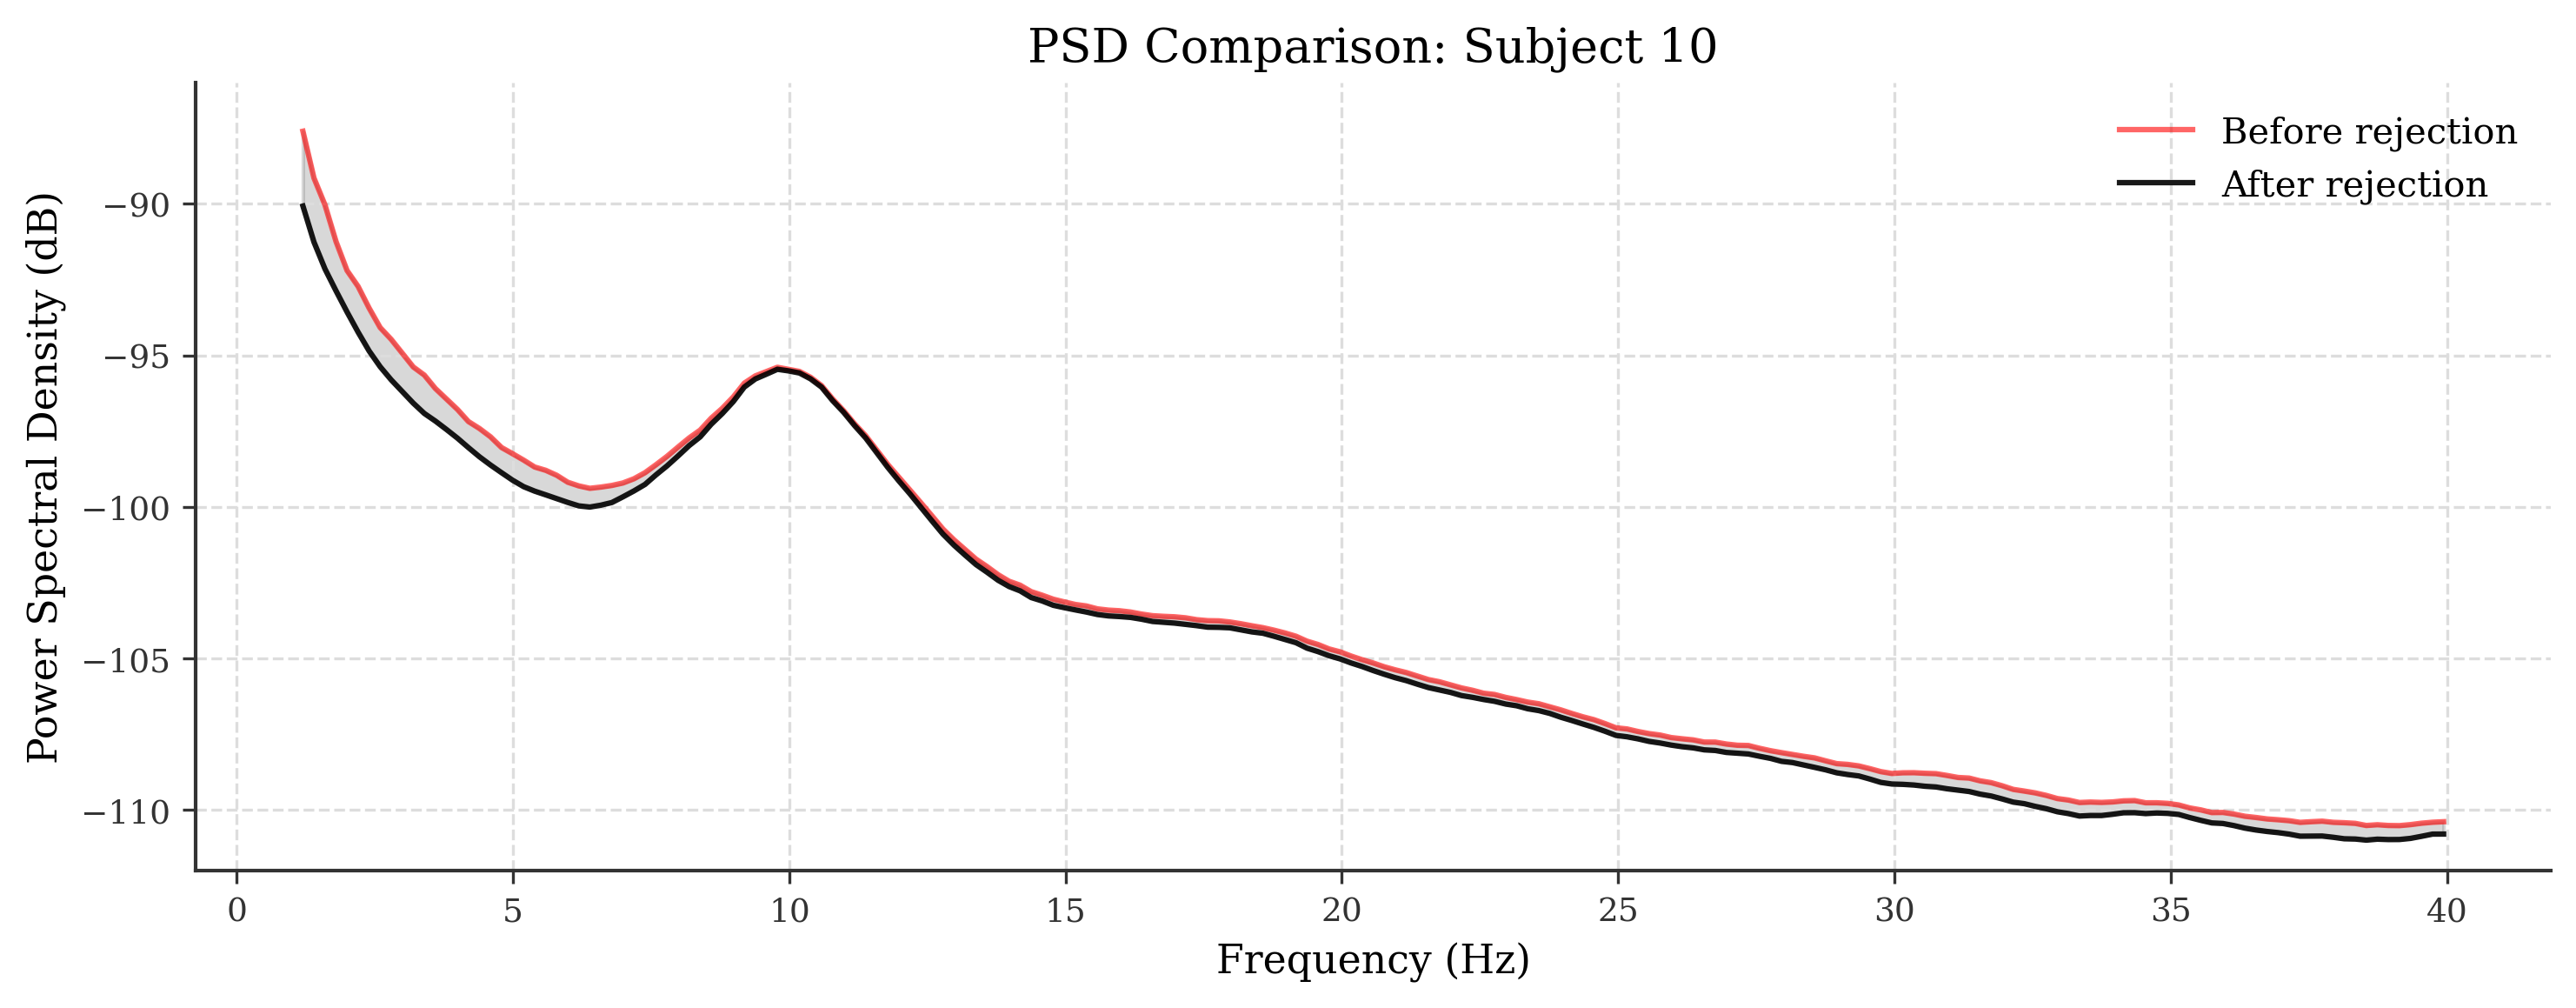 PSD Comparison: Subject 10
Before rejection
After rejection
Power Spectral Density (dB)
−90
−95
−100
−105
−110
0 5 10 15 20 25 30 35 40
Frequency (Hz)